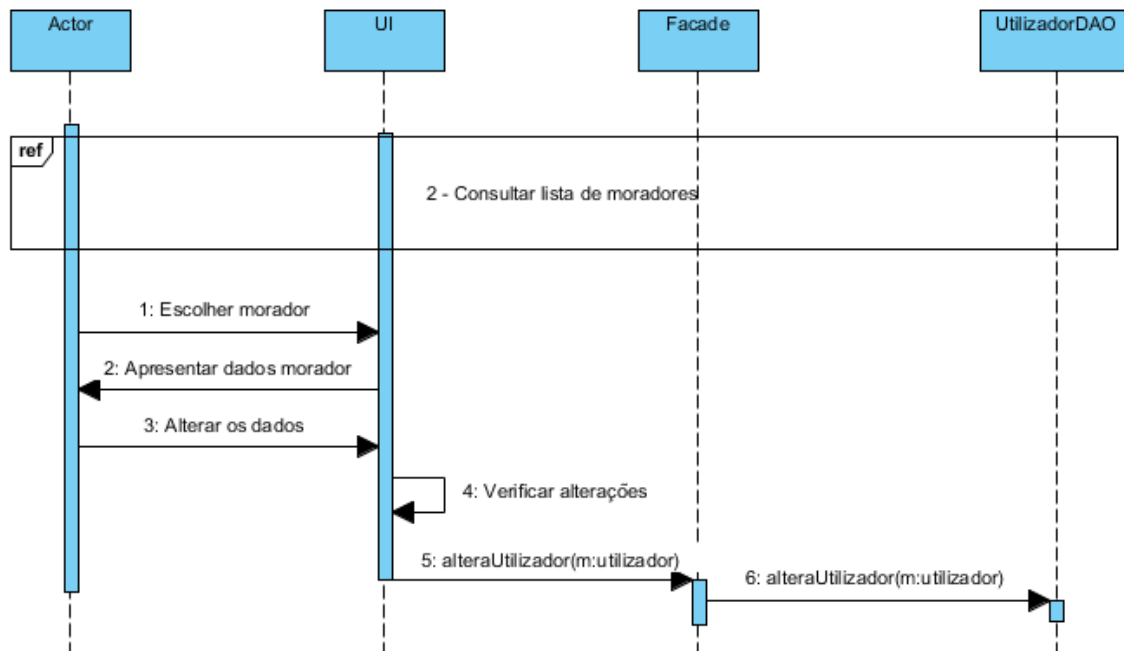 Actor
UI
Facade
UtilizadorDAO
ref
2 - Consultar lista de moradores
1: Escolher morador
2: Apresentar dados morador
3: Alterar os dados
4: Verificar alterações
5: alteraUtilizador(m:utilizador)
6: alteraUtilizador(m:utilizador)